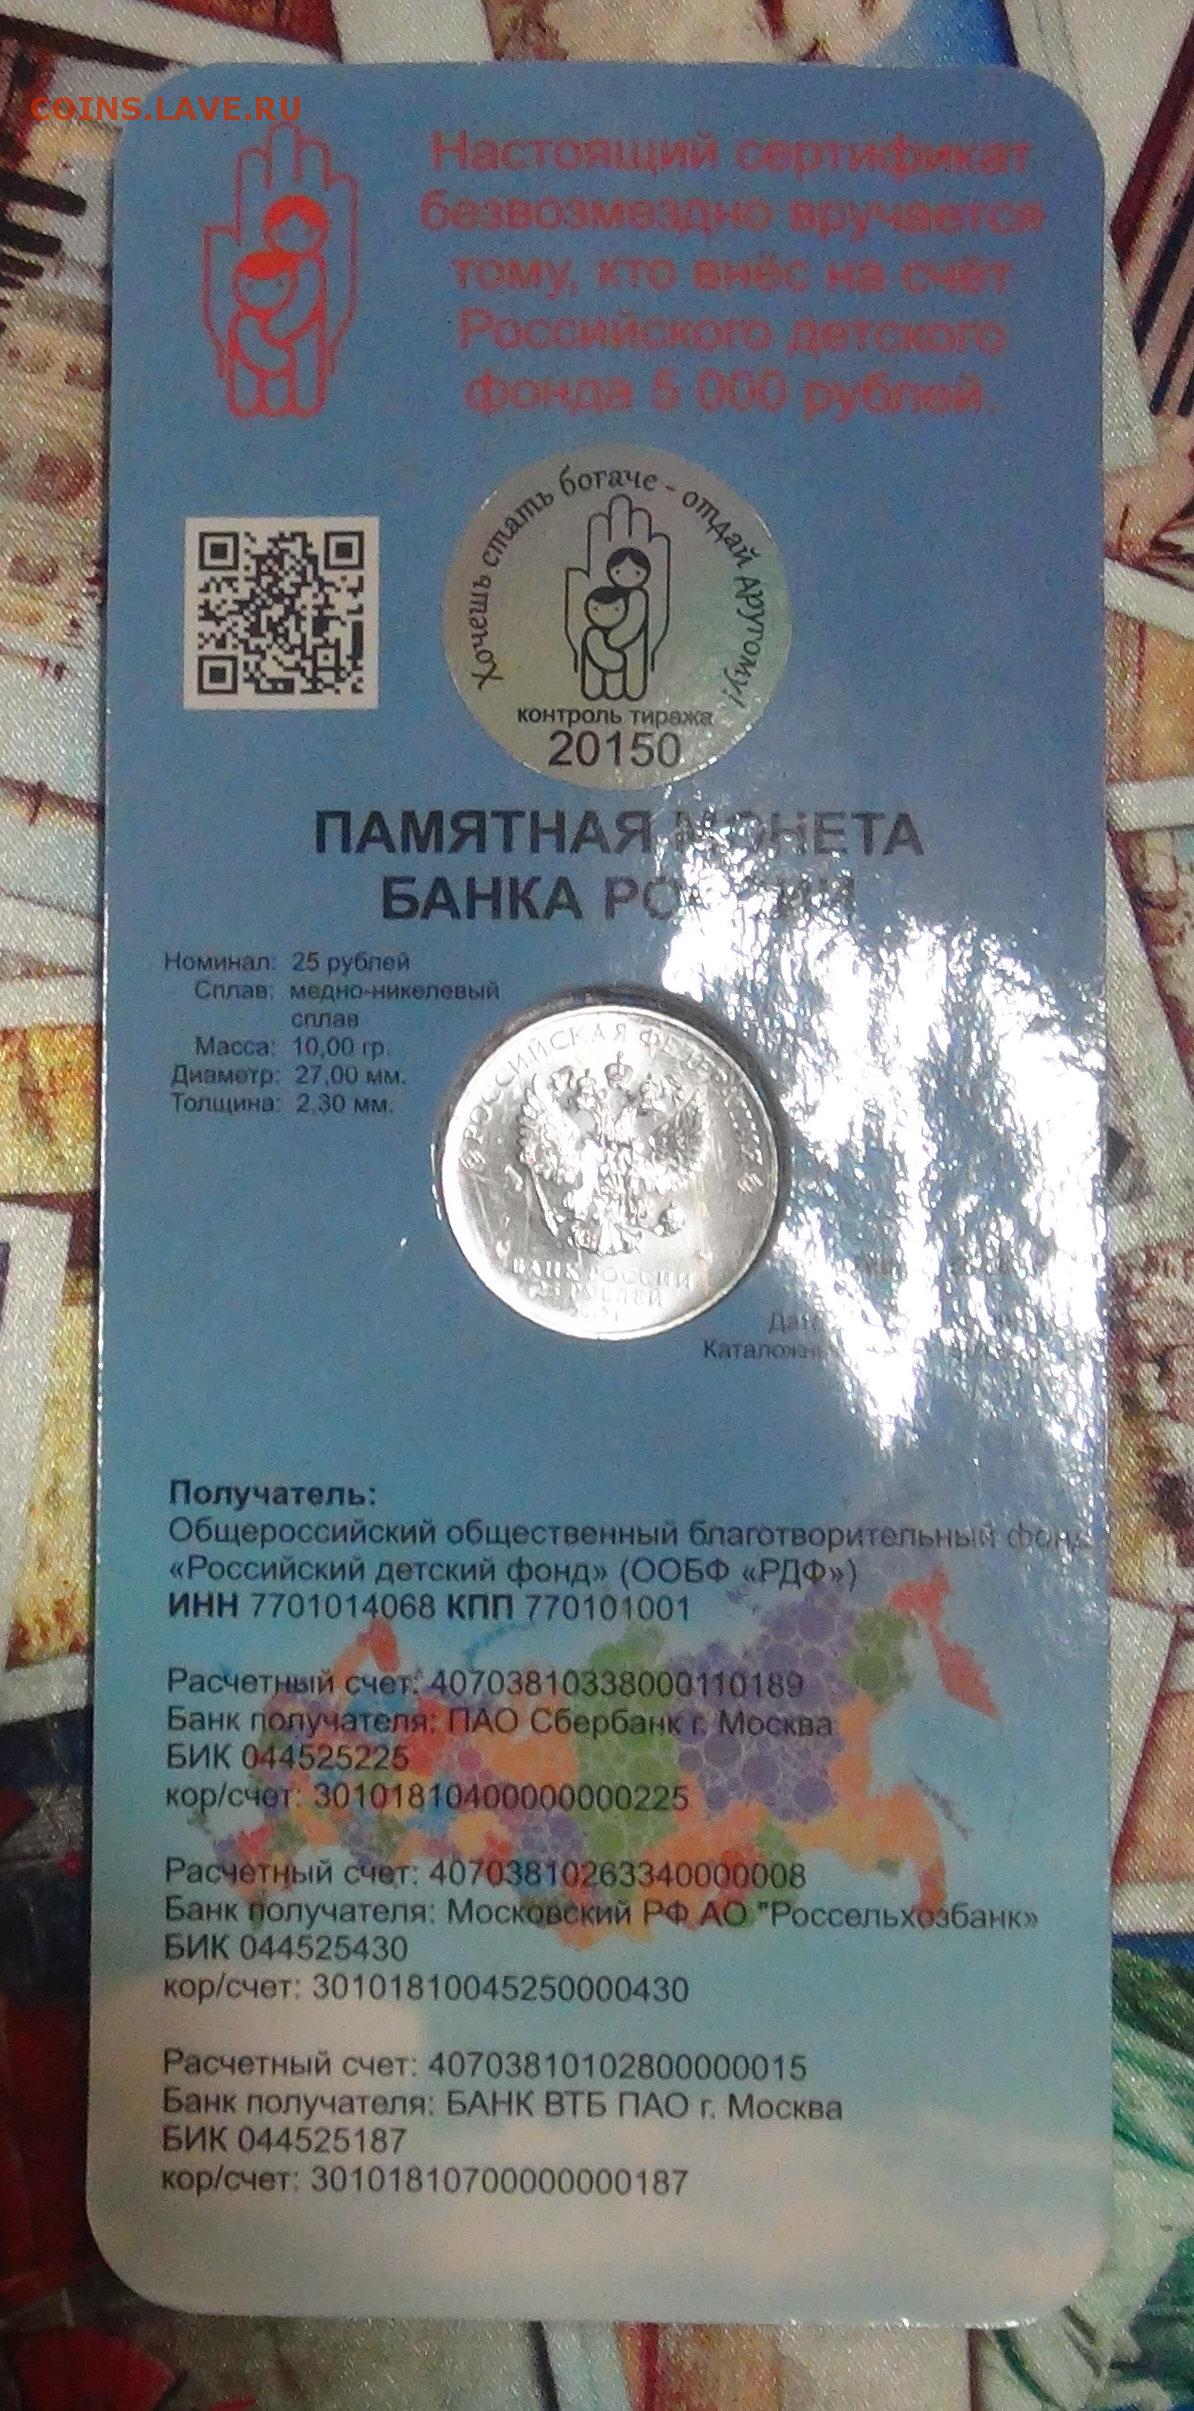 COINS.LAVE.RU
Настоящий сертификат
безвозмездно вручается
тому, кто внёс на счёт
Российского детского
фонда 5 000 рублей.
Хочешь стать богаче - отдай другому!
контроль тиража
20150
ПАМЯТНАЯ МОНЕТА
БАНКА РОССИИ
Номинал: 25 рублей
Сплав: медно-никелевый
сплав
Масса: 10,00 гр.
Диаметр: 27,00 мм.
Толщина: 2,30 мм.
РОССИЙСКАЯ ФЕДЕРАЦИЯ
БАНК РОССИИ
25 РУБЛЕЙ
Получатель:
Общероссийский общественный благотворительный фонд
«Российский детский фонд» (ООБФ «РДФ»)
ИНН 7701014068 КПП 770101001
Расчетный счет: 40703810338000110189
Банк получателя: ПАО Сбербанк г. Москва
БИК 044525225
кор/счет: 30101810400000000225
Расчетный счет: 40703810263340000008
Банк получателя: Московский РФ АО "Россельхозбанк»
БИК 044525430
кор/счет: 30101810045250000430
Расчетный счет: 40703810102800000015
Банк получателя: БАНК ВТБ ПАО г. Москва
БИК 044525187
кор/счет: 30101810700000000187